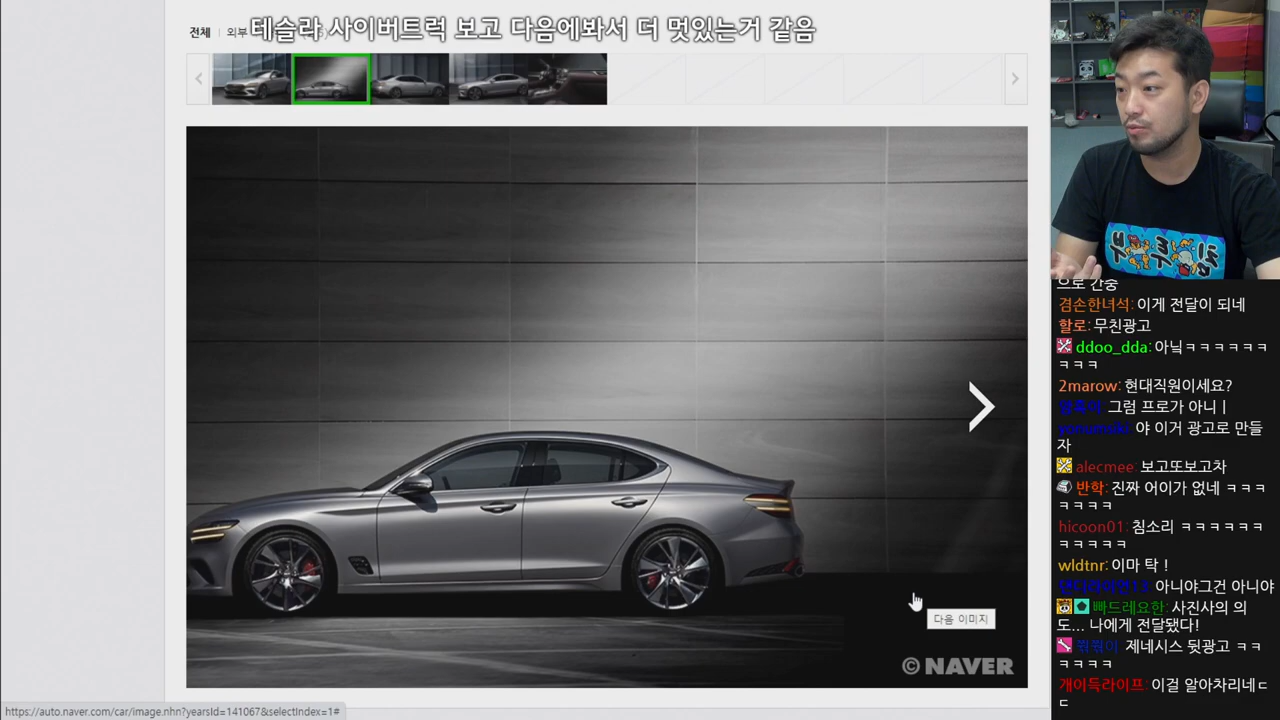 테슬라 사이버트럭 보고 다음에봐서 더 멋있는거 같음
전체
외부
다음 이미지
© NAVER
https://auto.naver.com/car/image.nhn?yearsId=141067&selectIndex=1#
으로 간중
겸손한녀석: 이게 전달이 되네
할로: 무친광고
ddoo_dda: 아닠ㅋㅋㅋㅋㅋㅋ
ㅋㅋㅋ
2marow: 현대직원이세요?
그럼 프로가 아니ㅣ
야 이거 광고로 만들
자
alecmee: 보고또보고차
반학: 진짜 어이가 없네 ㅋㅋㅋ
ㅋㅋㅋㅋ
hicoon01: 침소리 ㅋㅋㅋㅋㅋㅋ
ㅋㅋㅋㅋㅋ
wldtnr: 이마 탁 !
아니야그건 아니야
빠드레요한: 사진사의 의
도... 나에게 전달됐다!
제네시스 뒷광고 ㅋㅋ
ㅋㅋㅋㅋ
개이득라이프: 이걸 알아차리네ㄷ
ㄷ